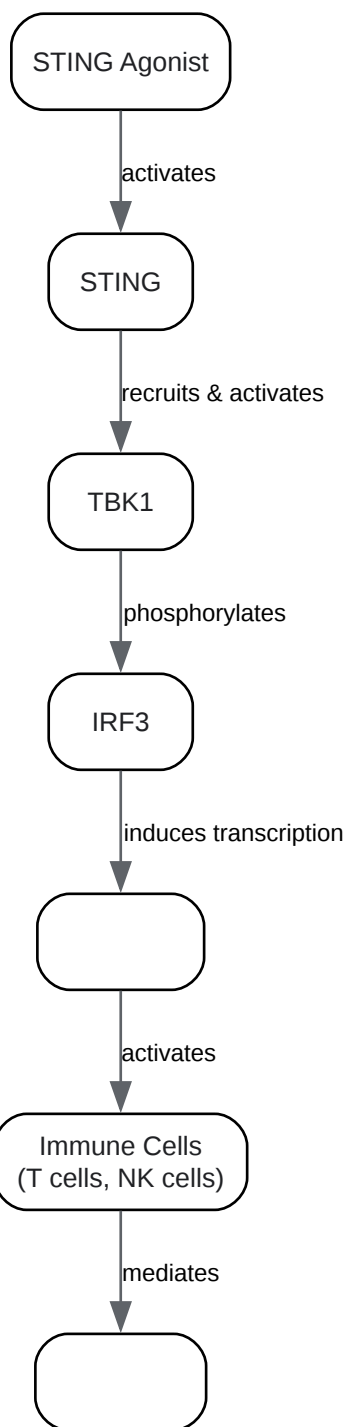 STING Agonist
activates
STING
recruits & activates
TBK1
phosphorylates
IRF3
induces transcription
activates
Immune Cells
(T cells, NK cells)
mediates